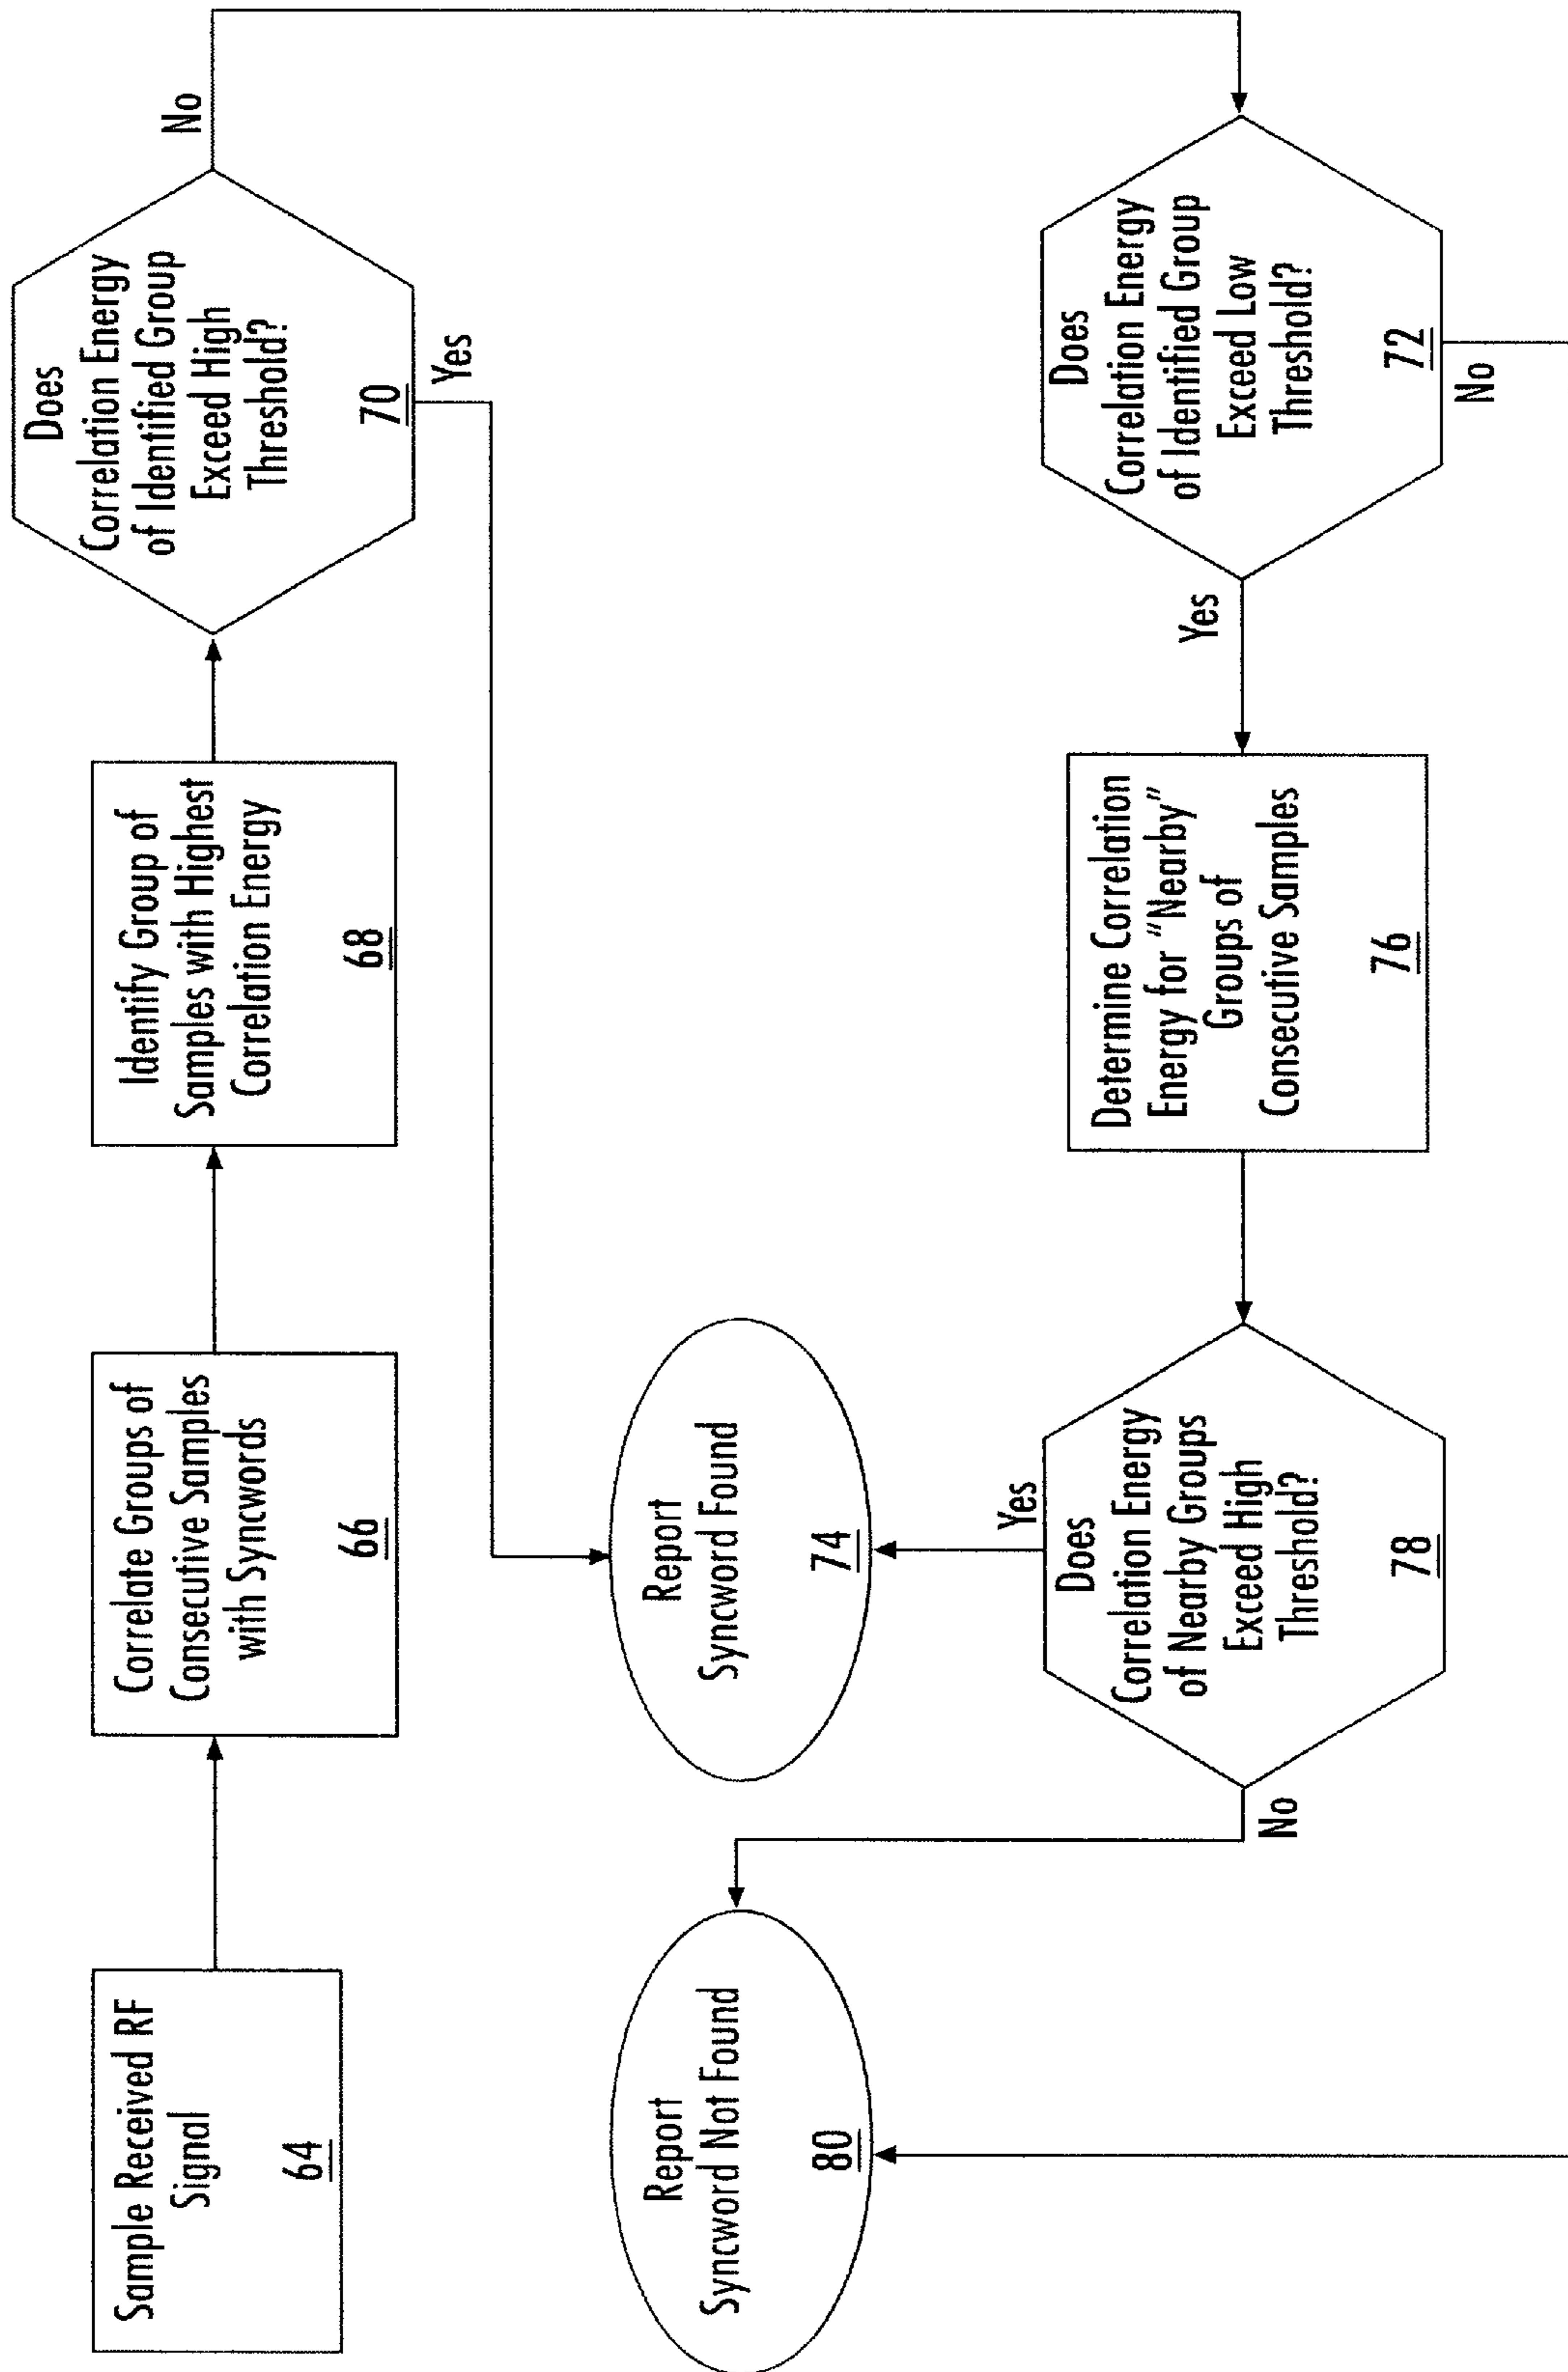 Sample Received RF
Signal
64
Correlate Groups of
Consecutive Samples
with Syncwords
66
Identify Group of
Samples with Highest
Correlation Energy
68
Does
Correlation Energy
of Identified Group
Exceed High
Threshold?
70
No
Yes
Report
Syncword Not Found
80
Report
Syncword Found
74
No
Does
Correlation Energy
of Nearby Groups
Exceed High
Threshold?
78
Yes
Determine Correlation
Energy for “Nearby”
Groups of
Consecutive Samples
76
Yes
Does
Correlation Energy
of Identified Group
Exceed Low
Threshold?
72
No